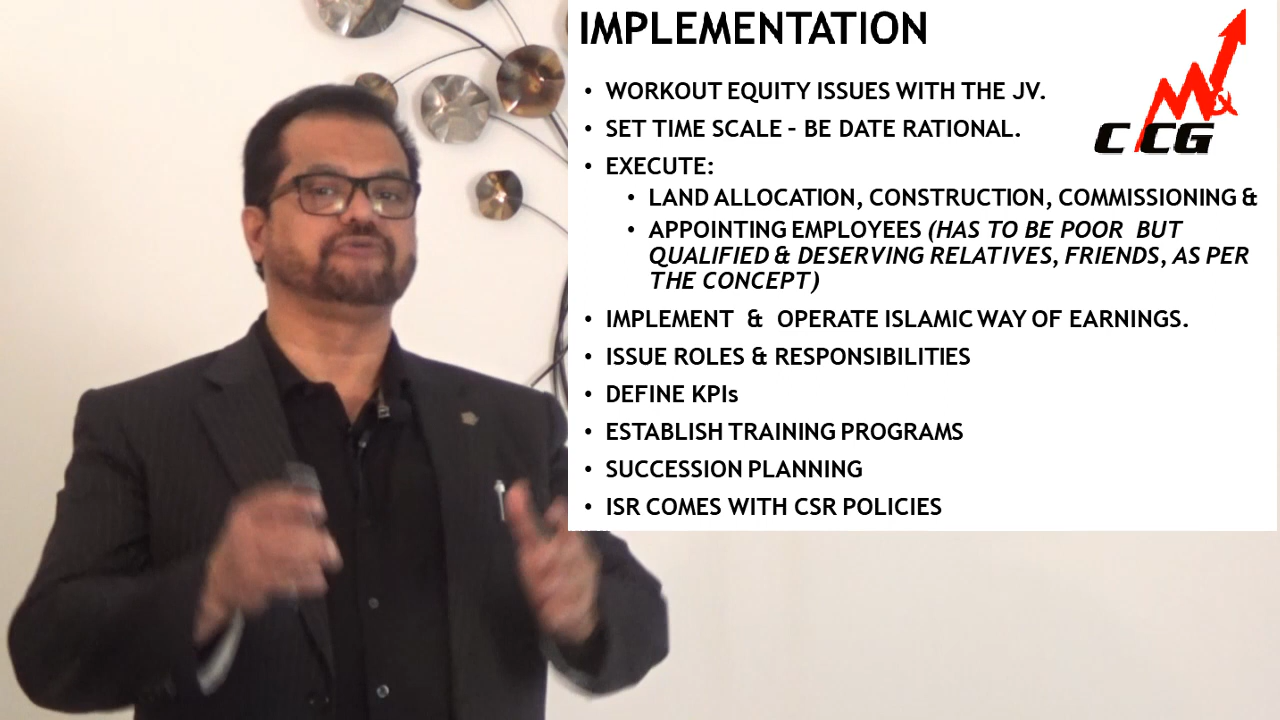 IMPLEMENTATION
M&
C CG
• WORKOUT EQUITY ISSUES WITH THE JV.
• SET TIME SCALE – BE DATE RATIONAL.
• EXECUTE:
• LAND ALLOCATION, CONSTRUCTION, COMMISSIONING &
• APPOINTING EMPLOYEES (HAS TO BE POOR BUT
QUALIFIED & DESERVING RELATIVES, FRIENDS, AS PER
THE CONCEPT)
• IMPLEMENT & OPERATE ISLAMIC WAY OF EARNINGS.
• ISSUE ROLES & RESPONSIBILITIES
• DEFINE KPIs
• ESTABLISH TRAINING PROGRAMS
• SUCCESSION PLANNING
• ISR COMES WITH CSR POLICIES